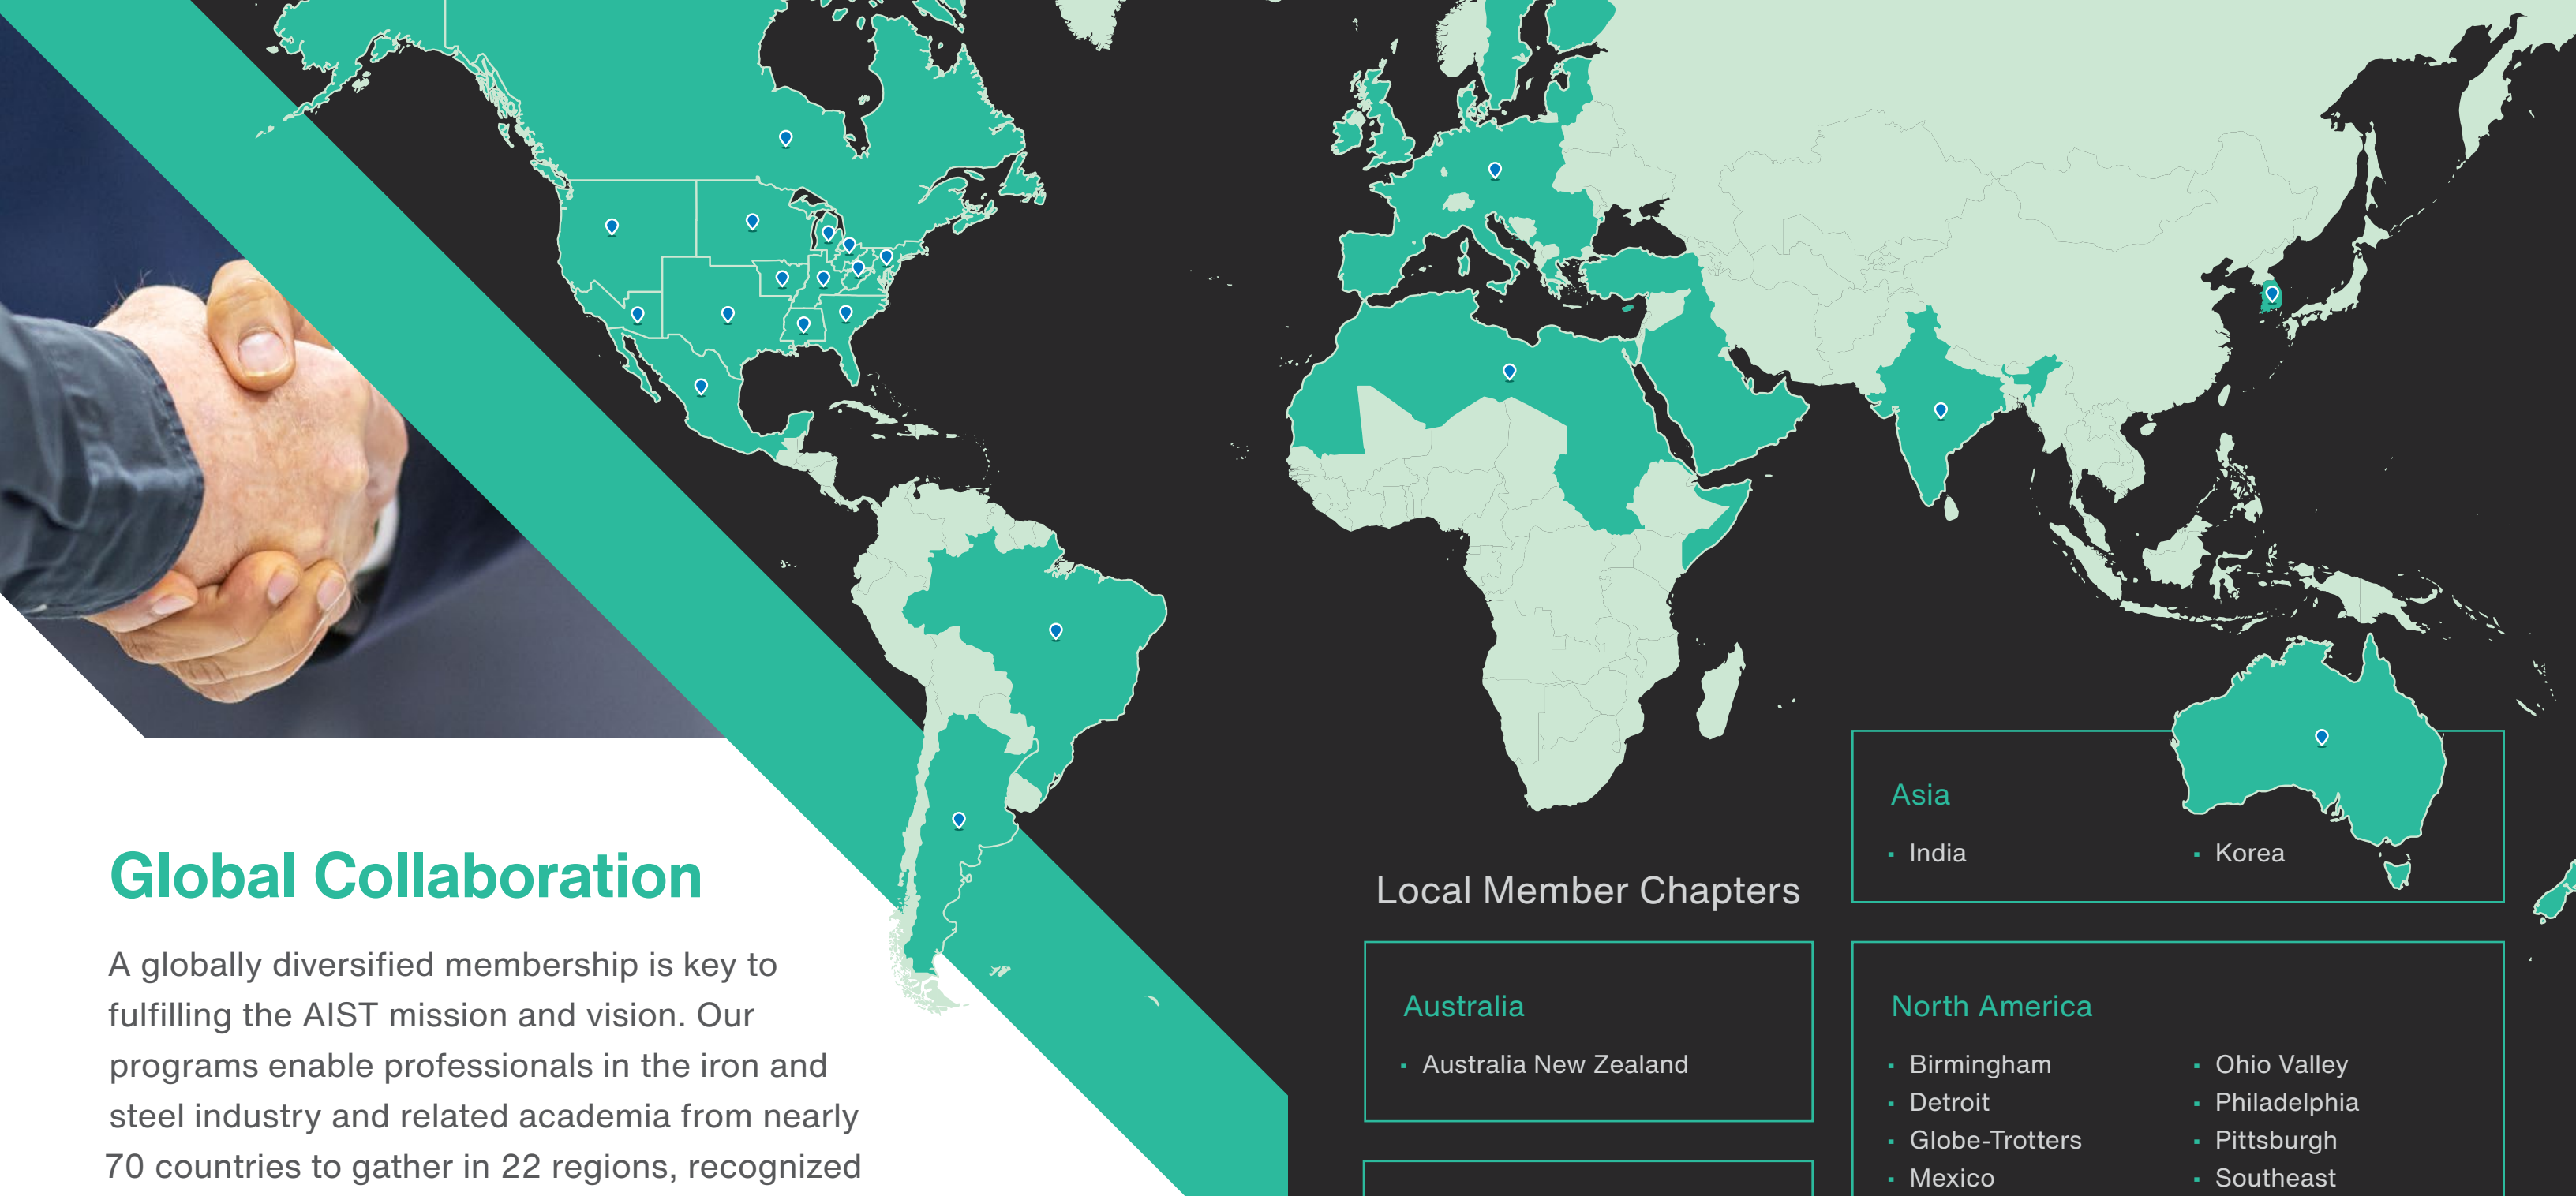 Global Collaboration
A globally diversified membership is key to
fulfilling the AIST mission and vision. Our
programs enable professionals in the iron and
steel industry and related academia from nearly
70 countries to gather in 22 regions, recognized
Local Member Chapters
Asia
▪ India
▪ Korea
Australia
▪ Australia New Zealand
North America
▪ Birmingham
▪ Detroit
▪ Globe-Trotters
▪ Mexico
▪ Ohio Valley
▪ Philadelphia
▪ Pittsburgh
▪ Southeast